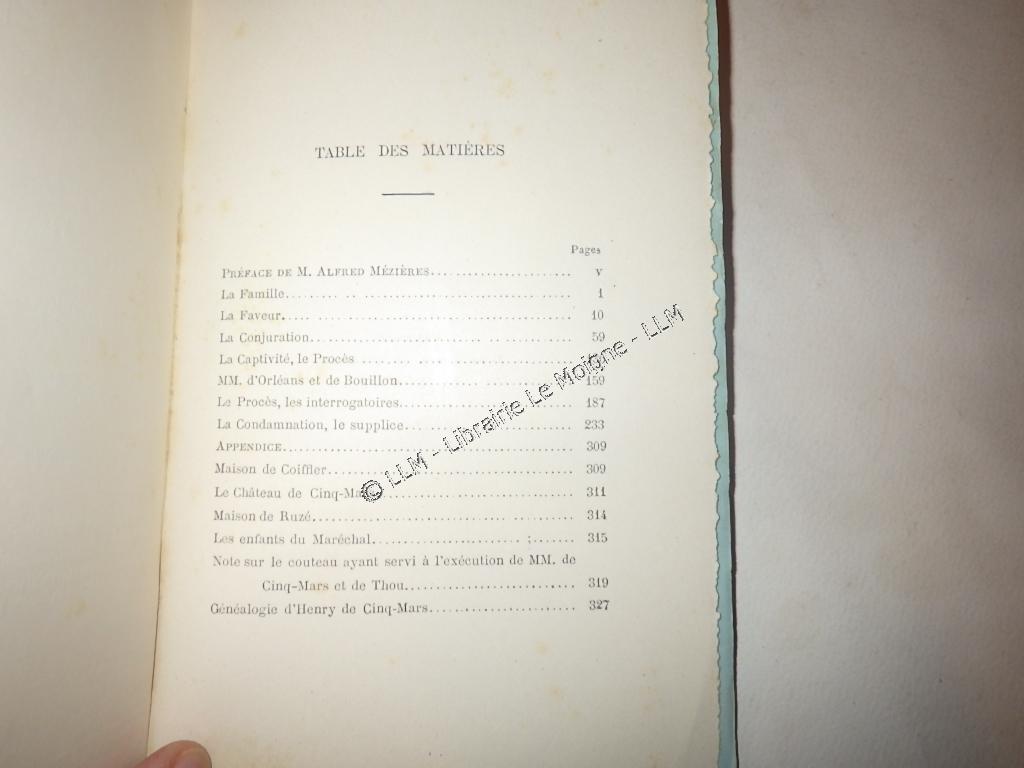 TABLE DES MATIÈRES
Pages
PRÉFACE DE M. ALFRED MÉZIÈRES...................... V
La Famille............................................ 1
La Faveur............................................. 10
La Conjuration........................................ 59
La Captivité, le Procès ..............................
MM. d'Orléans et de Bouillon.......................... 159
Le Procès, les interrogatoires........................ 187
La Condamnation, le supplice.......................... 233
APPENDICE............................................. 309
Maison de Coiffier.................................... 309
Le Château de Cinq-Ma................................. 311
Maison de Ruzé........................................ 314
Les enfants du Maréchal............................... 315
Note sur le couteau ayant servi à l'exécution de MM. de
Cinq-Mars et de Thou.................................. 319
Généalogie d'Henry de Cinq-Mars....................... 327
© LLM - Librairie Le Moigne - LLM